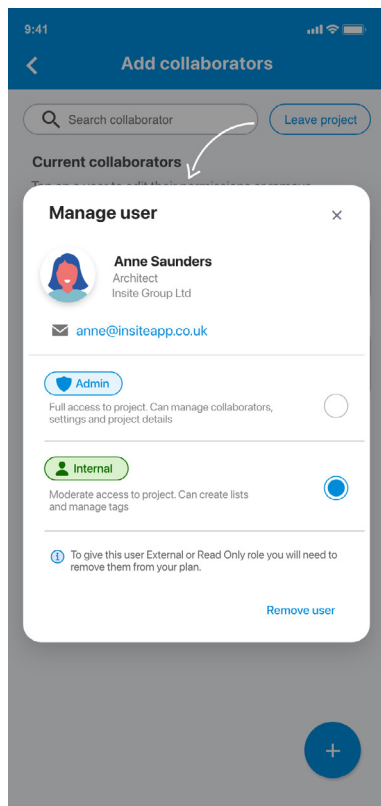 9:41
Add collaborators
Search collaborator
Leave project
Current collaborators
Manage user
Anne Saunders
Architect
Insite Group Ltd
anne@insiteapp.co.uk
Admin
Full access to project. Can manage collaborators,
settings and project details
Internal
Moderate access to project. Can create lists
and manage tags
To give this user External or Read Only role you will need to
remove them from your plan.
Remove user